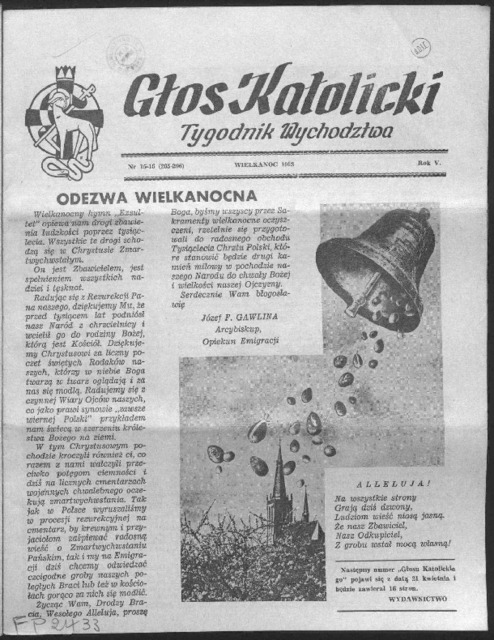 Głos Katolicki
Tygodnik Wychodztwa
Nr 15-16 (205-206)
WIELKANOC 1963
Rok V.
ODEZWA WIELKANOCNA
Wielkanocny hymn „Exsul-
tet" opiewa nam drogi zbawie-
nia ludzkości poprzez tysiąc-
lecia. Wszystkie te drogi scho-
dzą się w Chrystusie Zmar-
twychwstałym.
On jest Zbawicielem, jest
spełnieniem wszystkich na-
dziei i tęsknot.
Radując się z Rezurekcji Pa-
na naszego, dziękujemy Mu, że
przed tysiącem lat podniósł
nasz Naród z chrzcielnicy i
wcielił go do rodziny Bożej,
którą jest Kościół. Dziękuje-
my Chrystusowi za liczny po-
czet świętych Rodaków na-
szych, którzy w niebie Boga
twarzą w twarz oglądają i za
nas się modlą. Radujemy się z
czynnej Wiary Ojców naszych,
co jako prawi synowie „zawsze
wiernej Polski" przykładem
nam świecą w szerzeniu króle-
stwa Bożego na ziemi.
W tym Chrystusowym po-
chodzie kroczyli również ci, co
razem z nami walczyli prze-
ciwko potęgom ciemności i
dziś na licznych cmentarzach
wojannych chwalebnego ocze-
kują zmartwychwstania. Tak
jak w Polsce wyruszaliśmy
w procesji rezurekcyjnej na
cmentarz, by krewnym i przy-
jaciołom zaśpiewać radosną
wieść o Zmartwychwstaniu
Pańskim, tak i my na Emigra-
cji dziś chcemy odwiedzać
czcigodne groby naszych po-
ległych Braci lub też w kościo-
łach gorąco za nich się modlić.
Życząc Wam, Drodzy Bra-
cia, Wesołego Alleluja, proszę
Boga, byśmy wszyscy przez Sa-
kramenty wielkanocne oczysz-
czeni, rzetelnie się przygoto-
wali do radosnego obchodu
Tysiąclecia Chrztu Polski, któ-
re stanowić będzie drugi ka-
mień milowy w pochodzie na-
szego Narodu do chwały Bożej
i wielkości naszej Ojczyzny.
Serdecznie Wam błogosła-
wię
Józef F. GAWLINA
Arcybiskup,
Opiekun Emigracji
ALLELUJA!
Na wszystkie strony
Grają dziś dzwony,
Ludziom wieść niosą jasną,
Że nasz Zbawiciel,
Nasz Odkupiciel,
Z grobu wstał mocą własną!
Następny numer „Głosu Katolickie-
go" pojawi się z datą 21 kwietnia i
będzie zawierał 16 stron.
WYDAWNICTWO
FP2433